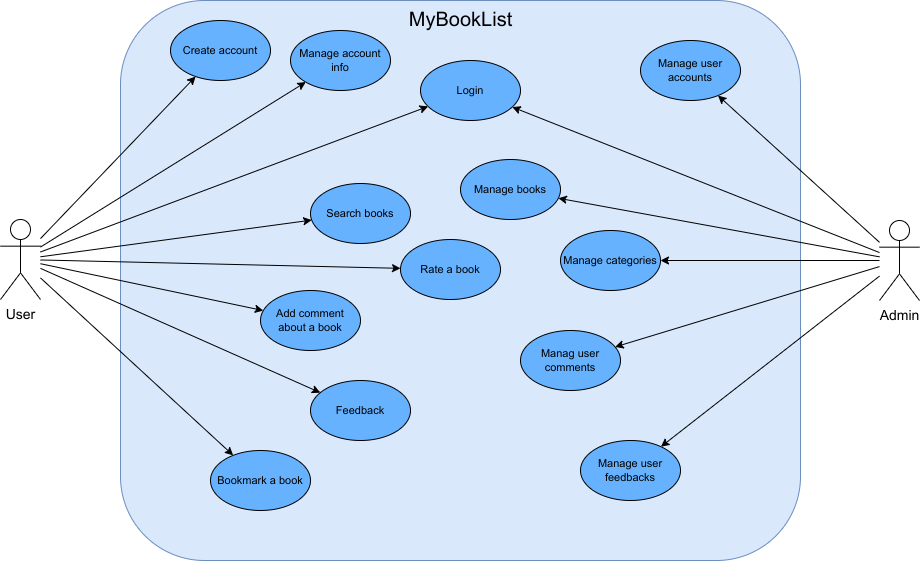 MyBookList
Create account
Manage account
info
Login
Manage user
accounts
Search books
Manage books
Rate a book
Manage categories
User
Admin
Add comment
about a book
Manag user
comments
Feedback
Bookmark a book
Manage user
feedbacks